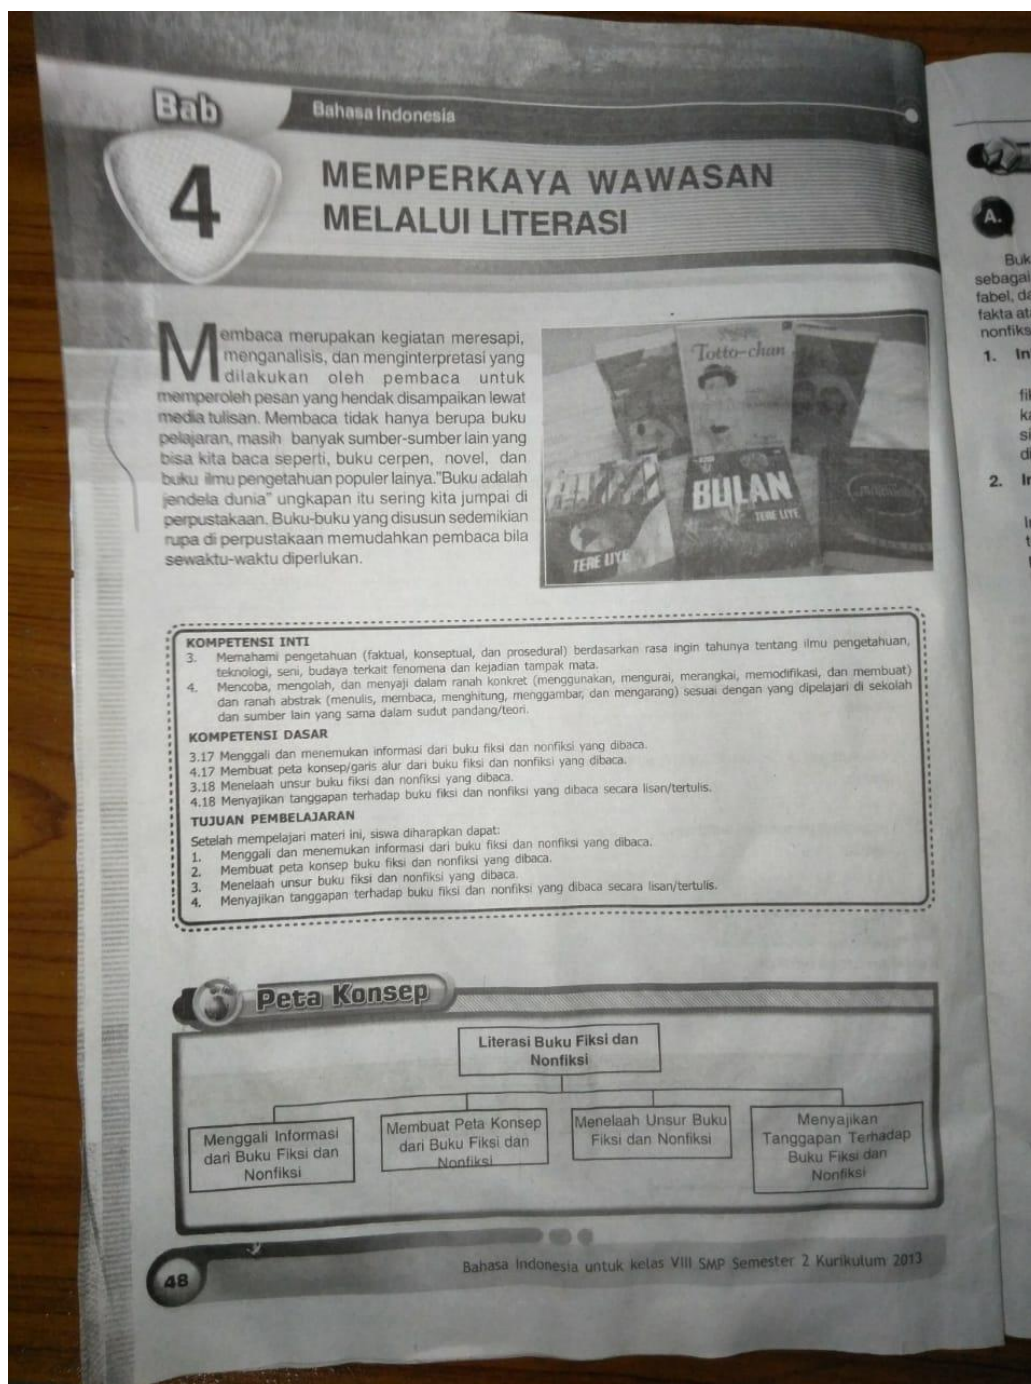 Bab
4
Bahasa Indonesia
MEMPERKAYA WAWASAN
MELALUI LITERASI
Membaca merupakan kegiatan meresapi,
menganalisis, dan menginterpretasi yang
dilakukan oleh pembaca untuk
memperoleh pesan yang hendak disampaikan lewat
media tulisan. Membaca tidak hanya berupa buku
pelajaran, masih banyak sumber-sumber lain yang
bisa kita baca seperti, buku cerpen, novel, dan
buku ilmu pengetahuan populer lainya."Buku adalah
jendela dunia" ungkapan itu sering kita jumpai di
perpustakaan. Buku-buku yang disusun sedemikian
rupa di perpustakaan memudahkan pembaca bila
sewaktu-waktu diperlukan.
Totto-chan
BULAN
TERE LIYE
TERE LIYE
KOMPETENSI INTI
3. Memahami pengetahuan (faktual, konseptual, dan prosedural) berdasarkan rasa ingin tahunya tentang ilmu pengetahuan,
teknologi, seni, budaya terkait fenomena dan kejadian tampak mata.
4. Mencoba, mengolah, dan menyaji dalam ranah konkret (menggunakan, mengurai, merangkai, memodifikasi, dan membuat)
dan ranah abstrak (menulis, membaca, menghitung, menggambar, dan mengarang) sesuai dengan yang dipelajari di sekolah
dan sumber lain yang sama dalam sudut pandang/teori.
KOMPETENSI DASAR
3.17 Menggali dan menemukan informasi dari buku fiksi dan nonfiksi yang dibaca.
4.17 Membuat peta konsep/garis alur dari buku fiksi dan nonfiksi yang dibaca.
3.18 Menelaah unsur buku fiksi dan nonfiksi yang dibaca.
4.18 Menyajikan tanggapan terhadap buku fiksi dan nonfiksi yang dibaca secara lisan/tertulis.
TUJUAN PEMBELAJARAN
Setelah mempelajari materi ini, siswa diharapkan dapat:
1. Menggali dan menemukan informasi dari buku fiksi dan nonfiksi yang dibaca.
2. Membuat peta konsep buku fiksi dan nonfiksi yang dibaca.
3. Menelaah unsur buku fiksi dan nonfiksi yang dibaca.
4. Menyajikan tanggapan terhadap buku fiksi dan nonfiksi yang dibaca secara lisan/tertulis.
Peta Konsep
Literasi Buku Fiksi dan
Nonfiksi
Menggali Informasi
dari Buku Fiksi dan
Nonfiksi
Membuat Peta Konsep
dari Buku Fiksi dan
Nonfiksi
Menelaah Unsur Buku
Fiksi dan Nonfiksi
Menyajikan
Tanggapan Terhadap
Buku Fiksi dan
Nonfiksi
48
Bahasa Indonesia untuk kelas VIII SMP Semester 2 Kurikulum 2013
A.
Buk
sebagai
fabel, da
fakta at
nonfiks
1. In
2. In